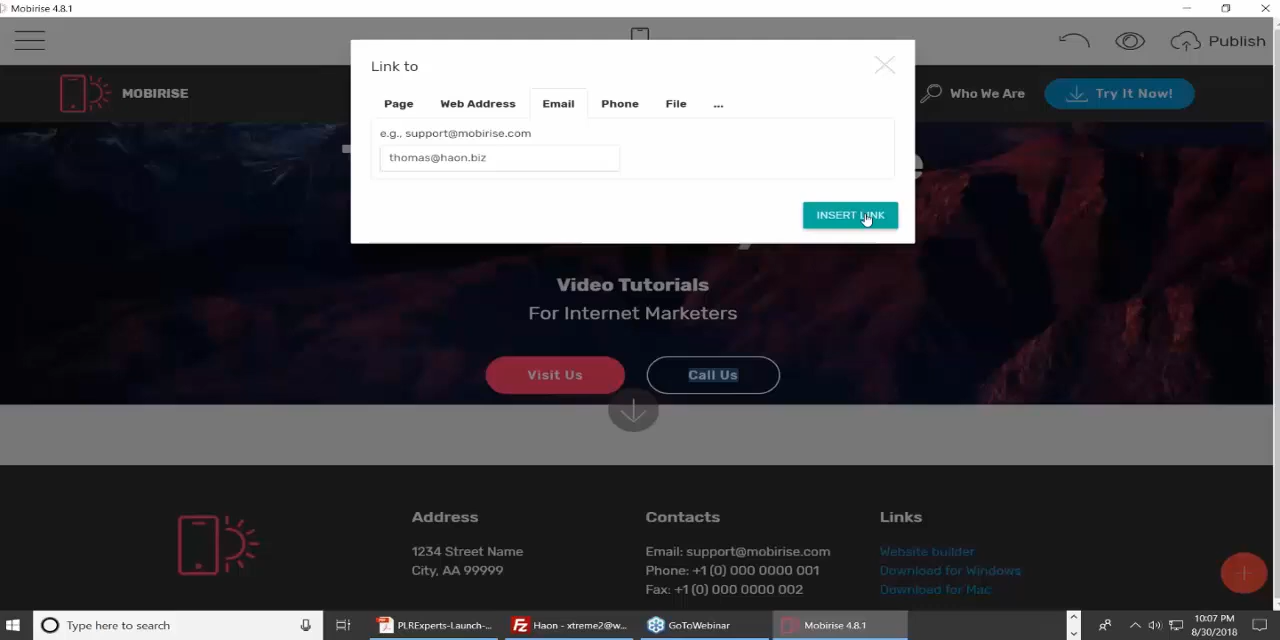 Mobirise 4.8.1
Publish
Link to
MOBIRISE
Who We Are
Try It Now!
Page
Web Address
Email
Phone
File
...
e.g., support@mobirise.com
thomas@haon.biz
INSERT LINK
Video Tutorials
For Internet Marketers
Visit Us
Call Us
Address
Contacts
Links
1234 Street Name
City, AA 99999
Email: support@mobirise.com
Phone: +1 (0) 000 0000 001
Fax: +1 (0) 000 0000 002
Website builder
Download for Windows
Download for Mac
Type here to search
PLRExperts-Launch-...
Haon - xtreme2@w...
GoToWebinar
Mobirise 4.8.1
10:07 PM
8/30/2018